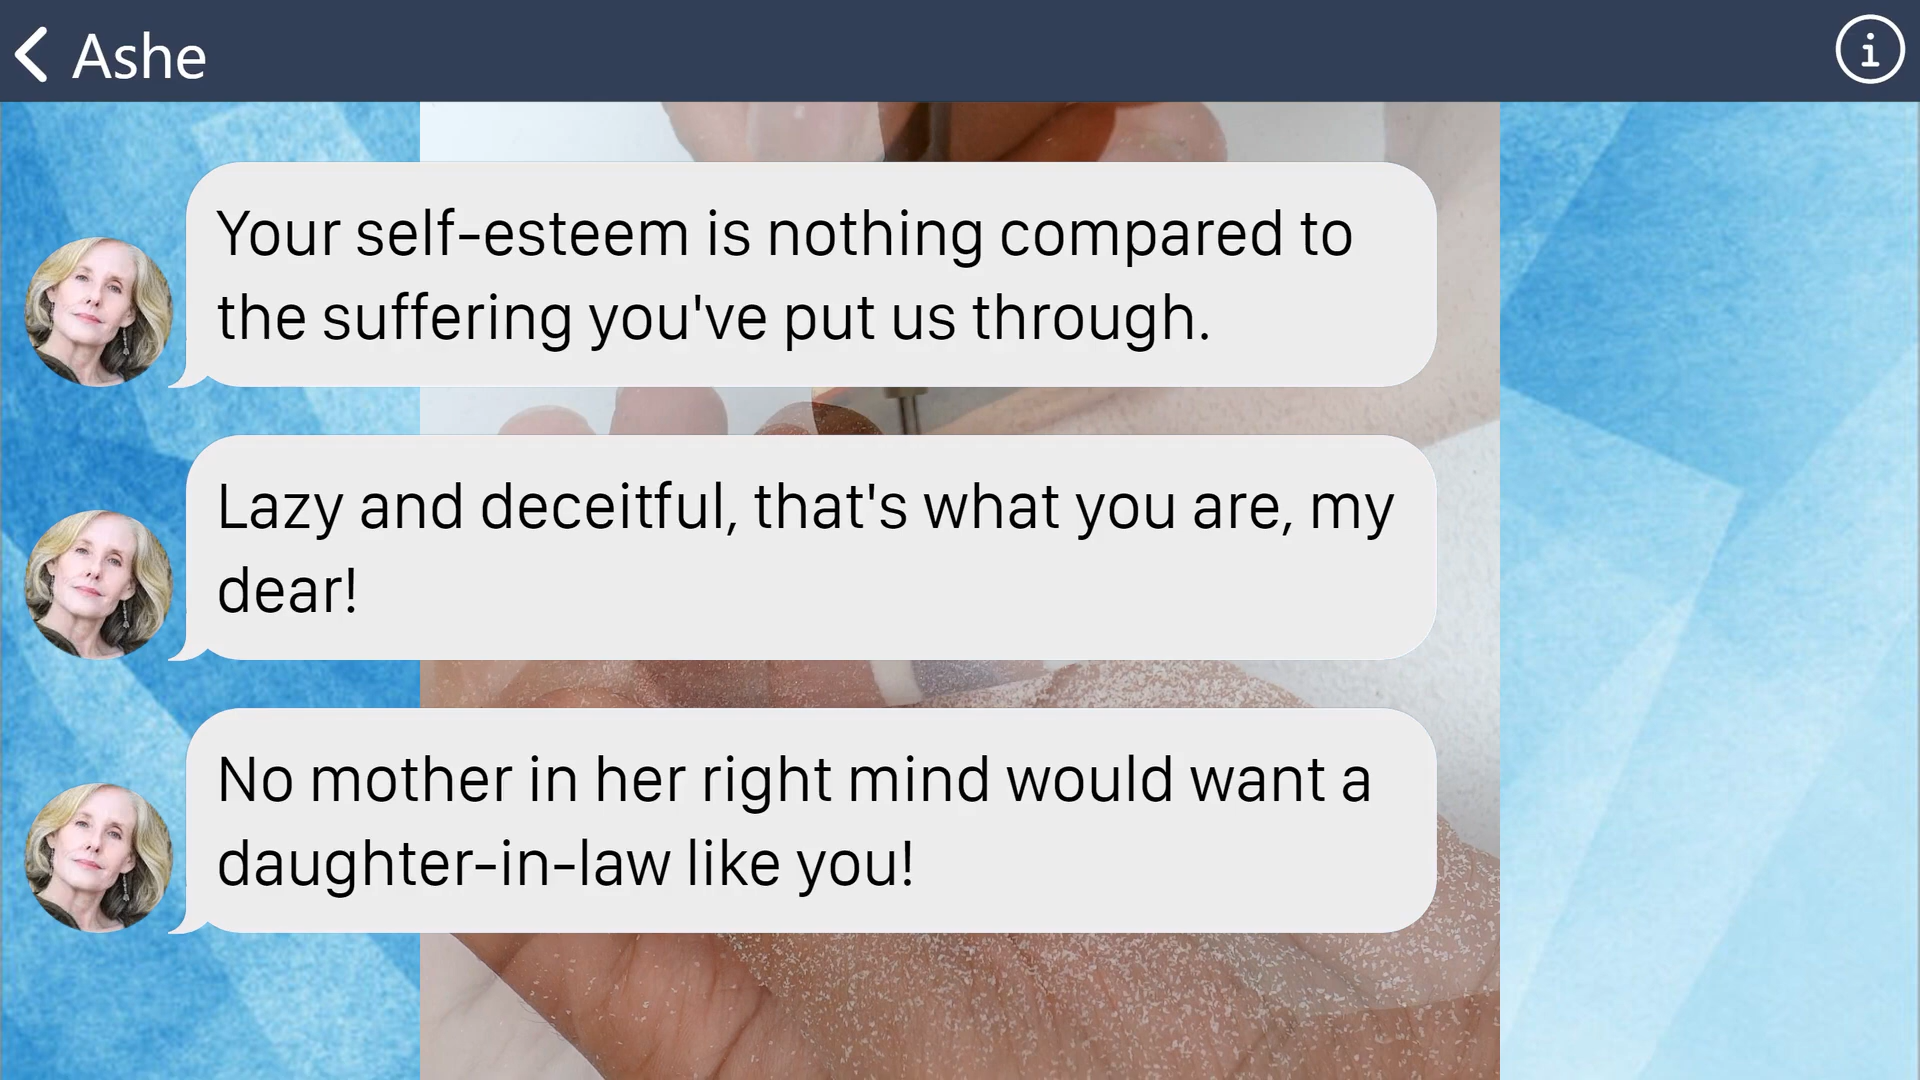 Ashe
Your self-esteem is nothing compared to
the suffering you've put us through.
Lazy and deceitful, that's what you are, my
dear!
No mother in her right mind would want a
daughter-in-law like you!